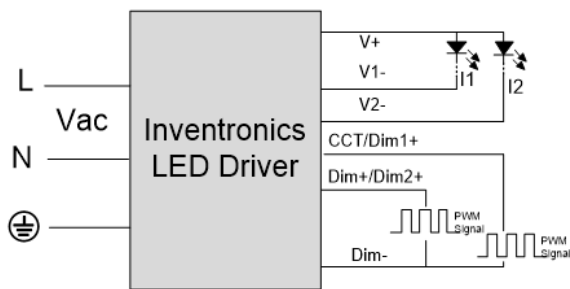 L
Vac
N
Inventronics
LED Driver
V+
V1-
I1
I2
V2-
CCT/Dim1+
Dim+/Dim2+
PWM
Signal
PWM
Signal
Dim-